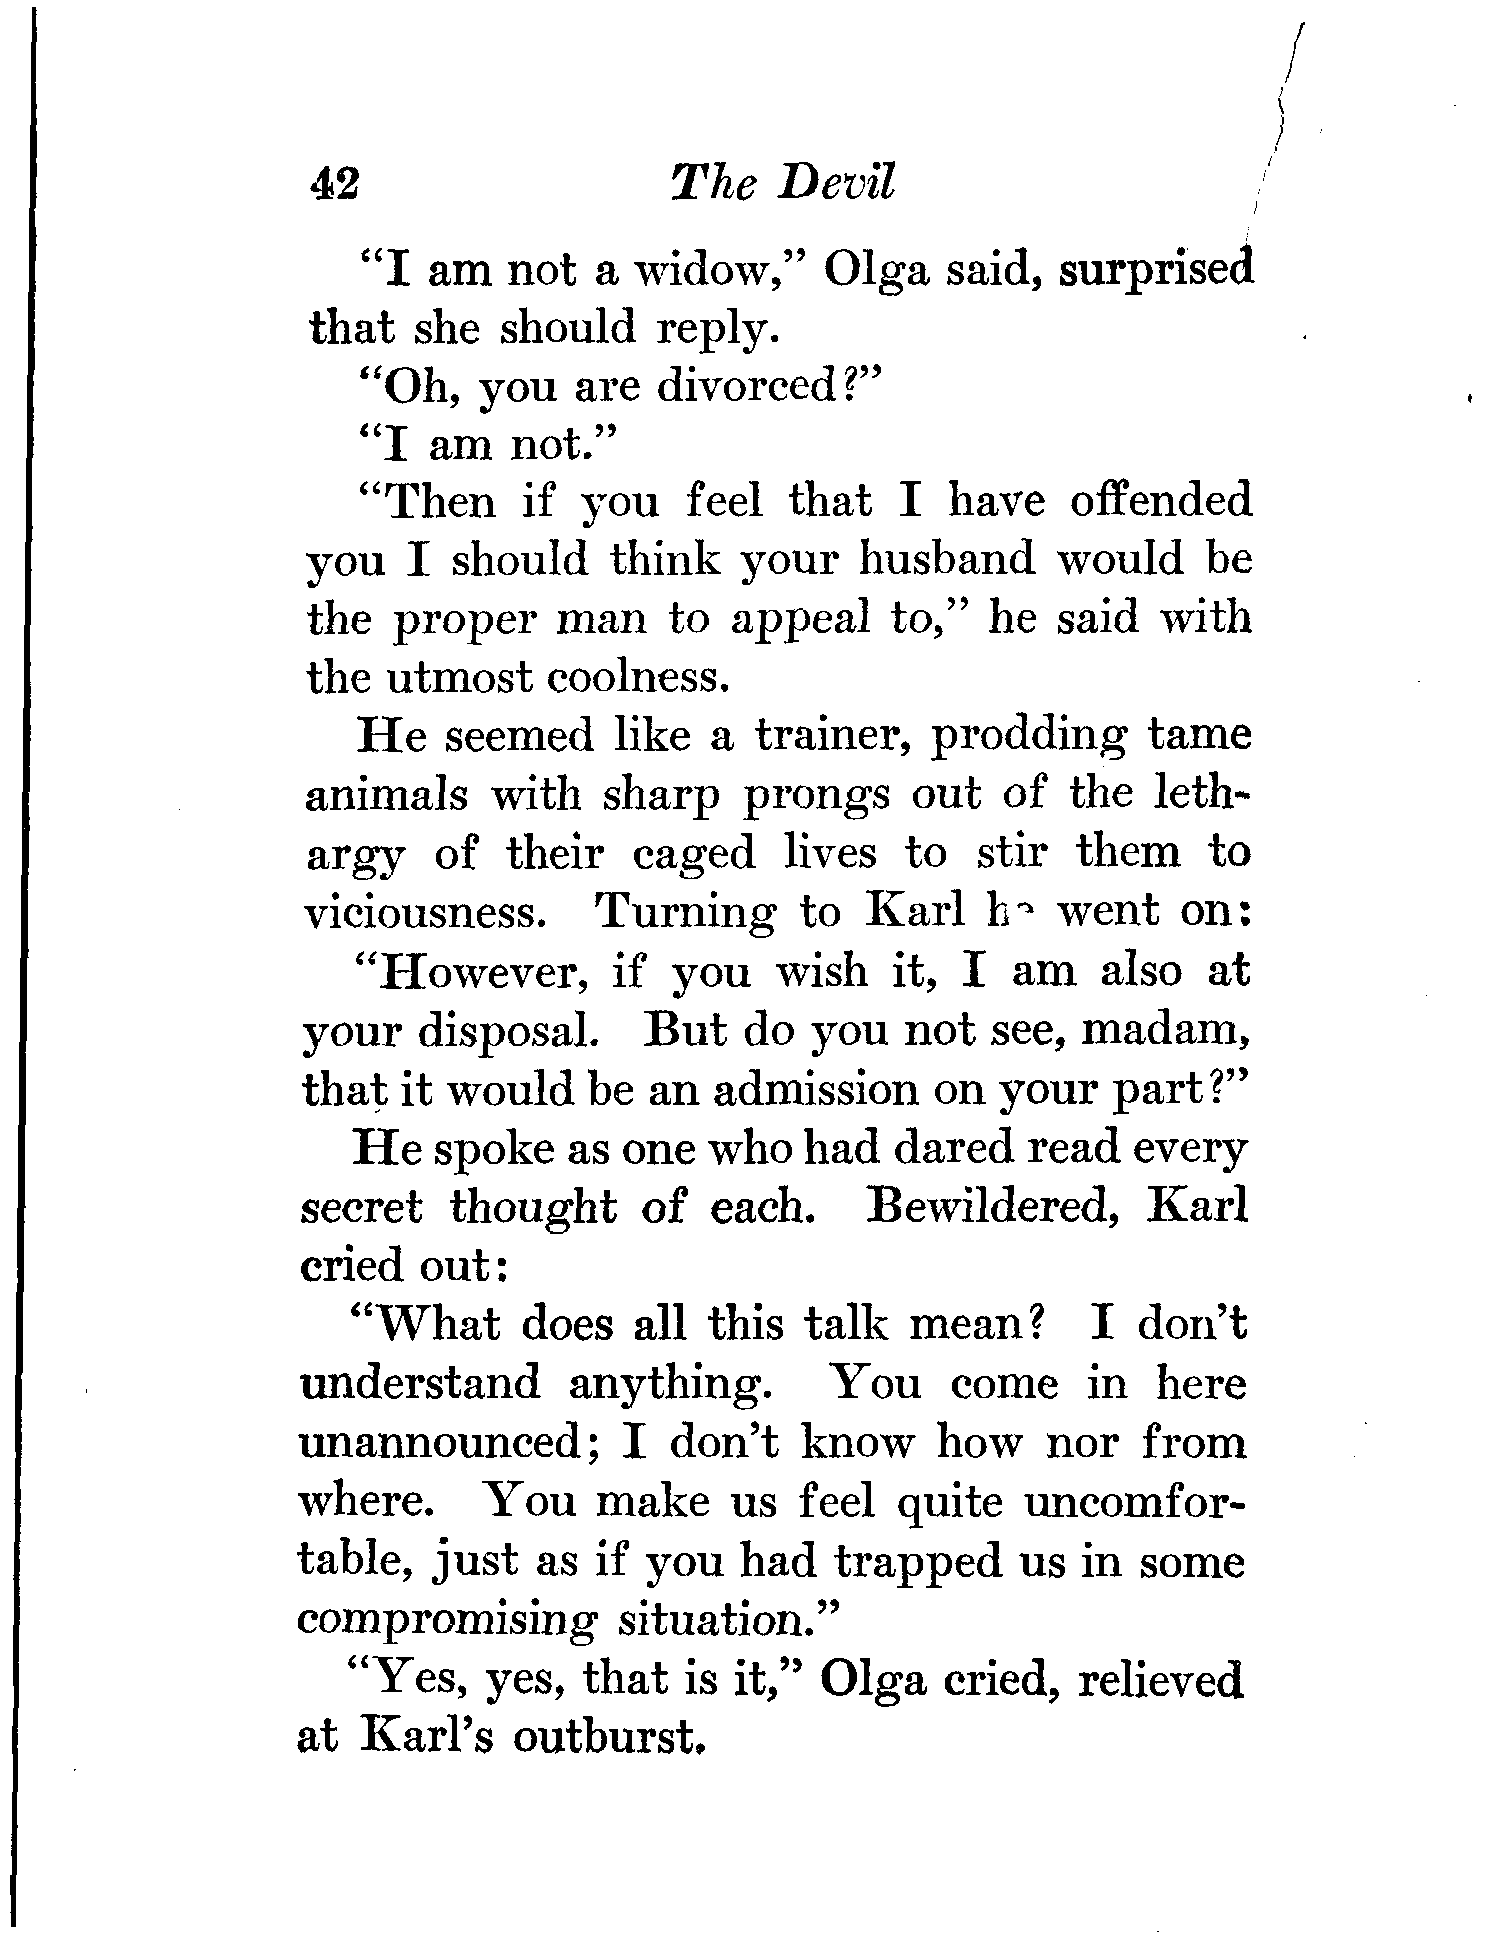 42 The Devil
“I am not a widow,” Olga said, surprised
that she should reply.
“Oh, you are divorced?”
“I am not.”
“Then if you feel that I have offended
you I should think your husband would be
the proper man to appeal to,” he said with
the utmost coolness.
He seemed like a trainer, prodding tame
animals with sharp prongs out of the leth-
argy of their caged lives to stir them to
viciousness. Turning to Karl he went on:
“However, if you wish it, I am also at
your disposal. But do you not see, madam,
that it would be an admission on your part?”
He spoke as one who had dared read every
secret thought of each. Bewildered, Karl
cried out:
“What does all this talk mean? I don’t
understand anything. You come in here
unannounced; I don’t know how nor from
where. You make us feel quite uncomfor-
table, just as if you had trapped us in some
compromising situation.”
“Yes, yes, that is it,” Olga cried, relieved
at Karl’s outburst.